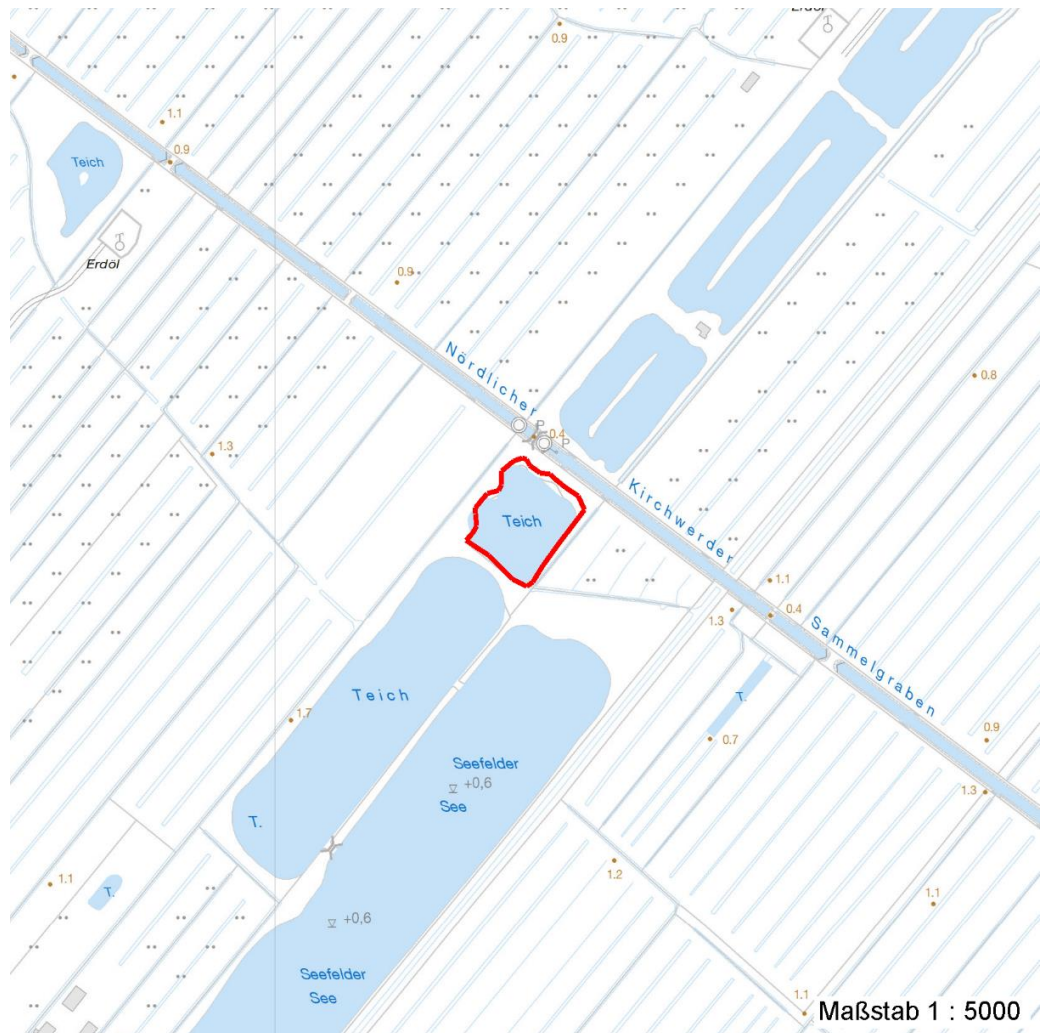 Erdöl
0.9
1.1
Teich
0.9
Erdöl
0.9
Nördlicher
P
0.4
P
0.8
1.3
Kirchwerder
Teich
1.1
1.3
0.4
Sammelgraben
Teich
1.7
T.
0.7
0.9
Seefelder
+0,6
See
1.3
T.
1.2
1.1
T.
1.1
+0,6
Seefelder
See
1.1
Maßstab 1 : 5000